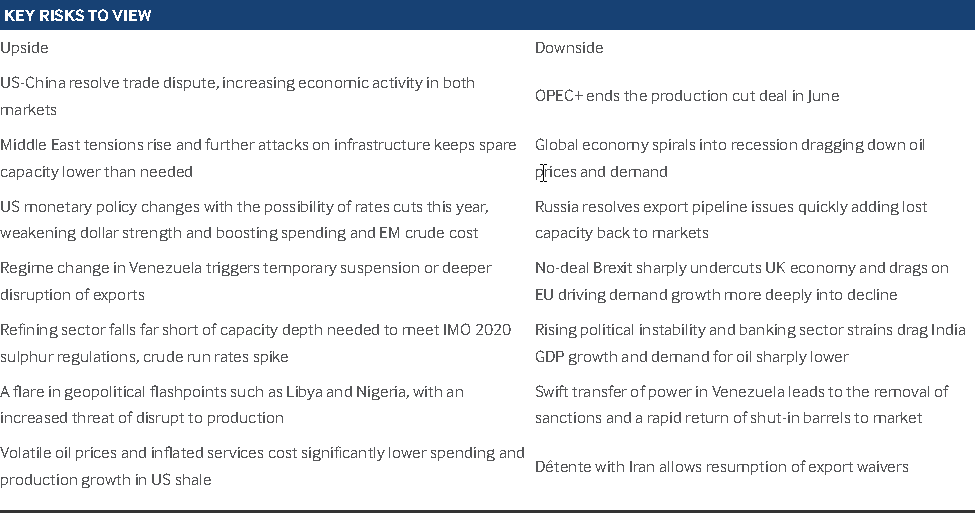 KEY RISKS TO VIEW
Upside
Downside
US-China resolve trade dispute, increasing economic activity in both
markets
OPEC+ ends the production cut deal in June
Middle East tensions rise and further attacks on infrastructure keeps spare
capacity lower than needed
Global economy spirals into recession dragging down oil
prices and demand
US monetary policy changes with the possibility of rates cuts this year,
weakening dollar strength and boosting spending and EM crude cost
Russia resolves export pipeline issues quickly adding lost
capacity back to markets
Regime change in Venezuela triggers temporary suspension or deeper
disruption of exports
No-deal Brexit sharply undercuts UK economy and drags on
EU driving demand growth more deeply into decline
Refining sector falls far short of capacity depth needed to meet IMO 2020
sulphur regulations, crude run rates spike
Rising political instability and banking sector strains drag India
GDP growth and demand for oil sharply lower
A flare in geopolitical flashpoints such as Libya and Nigeria, with an
increased threat of disrupt to production
Swift transfer of power in Venezuela leads to the removal of
sanctions and a rapid return of shut-in barrels to market
Volatile oil prices and inflated services cost significantly lower spending and
production growth in US shale
Détente with Iran allows resumption of export waivers